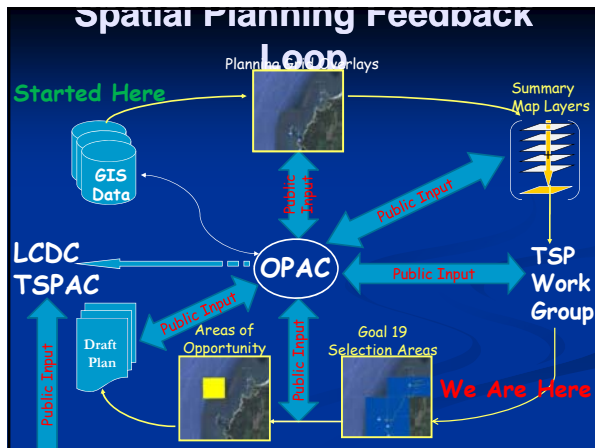 Spatial Planning Feedback
Loop
Planning Grid Overlays
Started Here
Summary
Map Layers
GIS
Data
Public
Input
Public Input
LCDC
TSPAC
OPAC
Public Input
TSP
Work
Group
Public Input
Areas of
Opportunity
Public Input
Goal 19
Selection Areas
Draft
Plan
Public Input
We Are Here